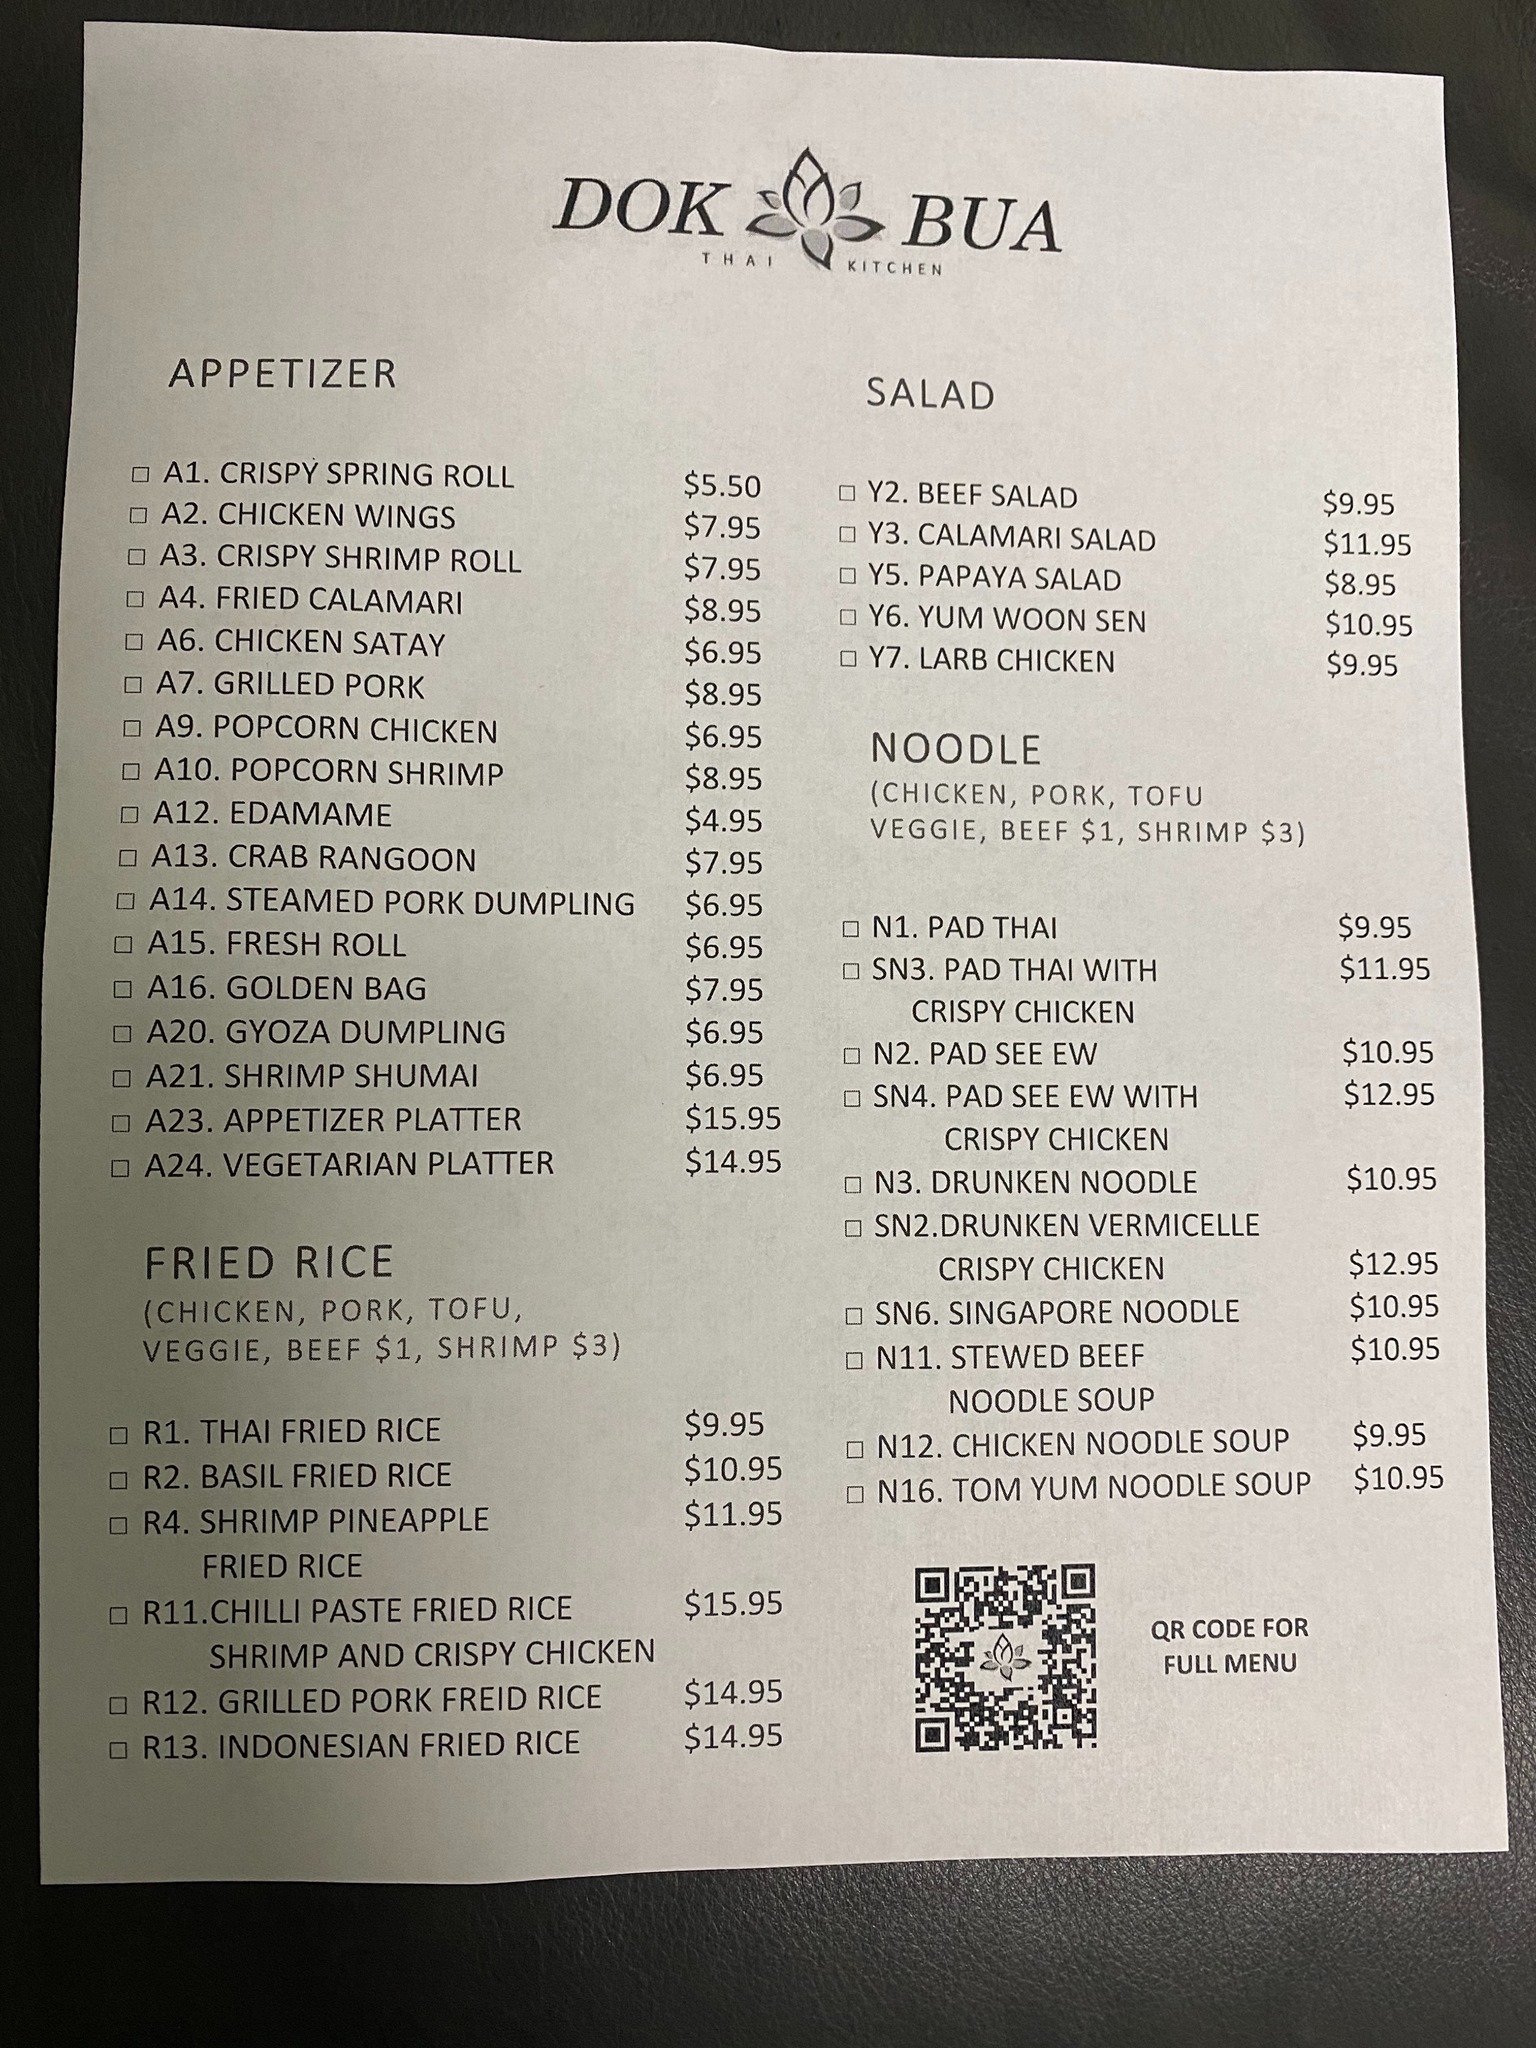 DOK BUA
THAI KITCHEN
APPETIZER
A1. CRISPY SPRING ROLL $5.50
A2. CHICKEN WINGS $7.95
A3. CRISPY SHRIMP ROLL $7.95
A4. FRIED CALAMARI $8.95
A6. CHICKEN SATAY $6.95
A7. GRILLED PORK $8.95
A9. POPCORN CHICKEN $6.95
A10. POPCORN SHRIMP $8.95
A12. EDAMAME $4.95
A13. CRAB RANGOON $7.95
A14. STEAMED PORK DUMPLING $6.95
A15. FRESH ROLL $6.95
A16. GOLDEN BAG $7.95
A20. GYOZA DUMPLING $6.95
A21. SHRIMP SHUMAI $6.95
A23. APPETIZER PLATTER $15.95
A24. VEGETARIAN PLATTER $14.95
FRIED RICE
(CHICKEN, PORK, TOFU,
VEGGIE, BEEF $1, SHRIMP $3)
R1. THAI FRIED RICE $9.95
R2. BASIL FRIED RICE $10.95
R4. SHRIMP PINEAPPLE $11.95
FRIED RICE
R11.CHILLI PASTE FRIED RICE $15.95
SHRIMP AND CRISPY CHICKEN
R12. GRILLED PORK FREID RICE $14.95
R13. INDONESIAN FRIED RICE $14.95
SALAD
Y2. BEEF SALAD $9.95
Y3. CALAMARI SALAD $11.95
Y5. PAPAYA SALAD $8.95
Y6. YUM WOON SEN $10.95
Y7. LARB CHICKEN $9.95
NOODLE
(CHICKEN, PORK, TOFU
VEGGIE, BEEF $1, SHRIMP $3)
N1. PAD THAI $9.95
SN3. PAD THAI WITH $11.95
CRISPY CHICKEN
N2. PAD SEE EW $10.95
SN4. PAD SEE EW WITH $12.95
CRISPY CHICKEN
N3. DRUNKEN NOODLE $10.95
SN2.DRUNKEN VERMICELLE
CRISPY CHICKEN $12.95
SN6. SINGAPORE NOODLE $10.95
N11. STEWED BEEF $10.95
NOODLE SOUP
N12. CHICKEN NOODLE SOUP $9.95
N16. TOM YUM NOODLE SOUP $10.95
QR CODE FOR
FULL MENU